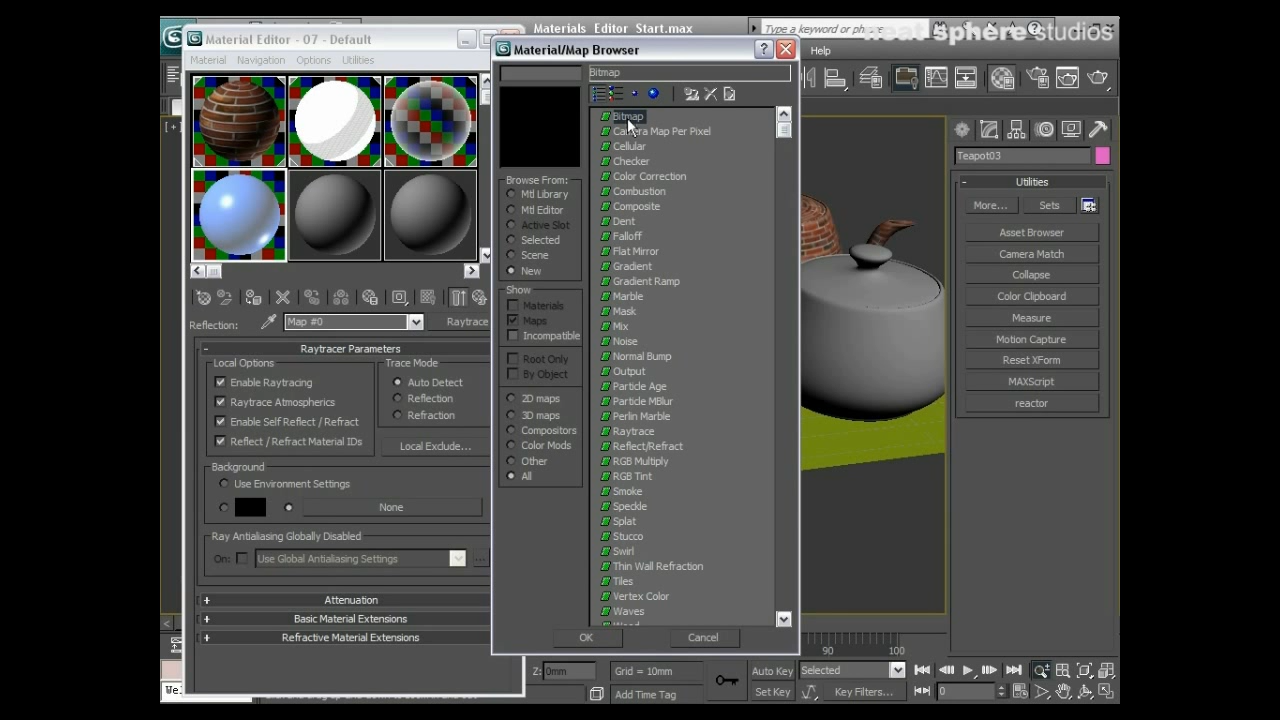 Materials_Editor_Start.max
Type a keyword or phrase
neat sphere studios
Help
Material Editor - 07 - Default
Material Navigation Options Utilities
Reflection: Map #0 Raytrace
Raytracer Parameters
Local Options
Enable Raytracing
Raytrace Atmospherics
Enable Self Reflect / Refract
Reflect / Refract Material IDs
Trace Mode
Auto Detect
Reflection
Refraction
Local Exclude...
Background
Use Environment Settings
None
Ray Antialiasing Globally Disabled
On: Use Global Antialiasing Settings ...
+ Attenuation
+ Basic Material Extensions
+ Refractive Material Extensions
Material/Map Browser
Bitmap
Browse From:
Mtl Library
Mtl Editor
Active Slot
Selected
Scene
New
Show
Materials
Maps
Incompatible
Root Only
By Object
2D maps
3D maps
Compositors
Color Mods
Other
All
Bitmap
Camera Map Per Pixel
Cellular
Checker
Color Correction
Combustion
Composite
Dent
Falloff
Flat Mirror
Gradient
Gradient Ramp
Marble
Mask
Mix
Noise
Normal Bump
Output
Particle Age
Particle MBlur
Perlin Marble
Raytrace
Reflect/Refract
RGB Multiply
RGB Tint
Smoke
Speckle
Splat
Stucco
Swirl
Thin Wall Refraction
Tiles
Vertex Color
Waves
Wood
OK Cancel
Teapot03
Utilities
More... Sets
Asset Browser
Camera Match
Collapse
Color Clipboard
Measure
Motion Capture
Reset XForm
MAXScript
reactor
90 100
We
Z: 0mm Grid = 10mm Auto Key Selected
Add Time Tag Set Key Key Filters... 0